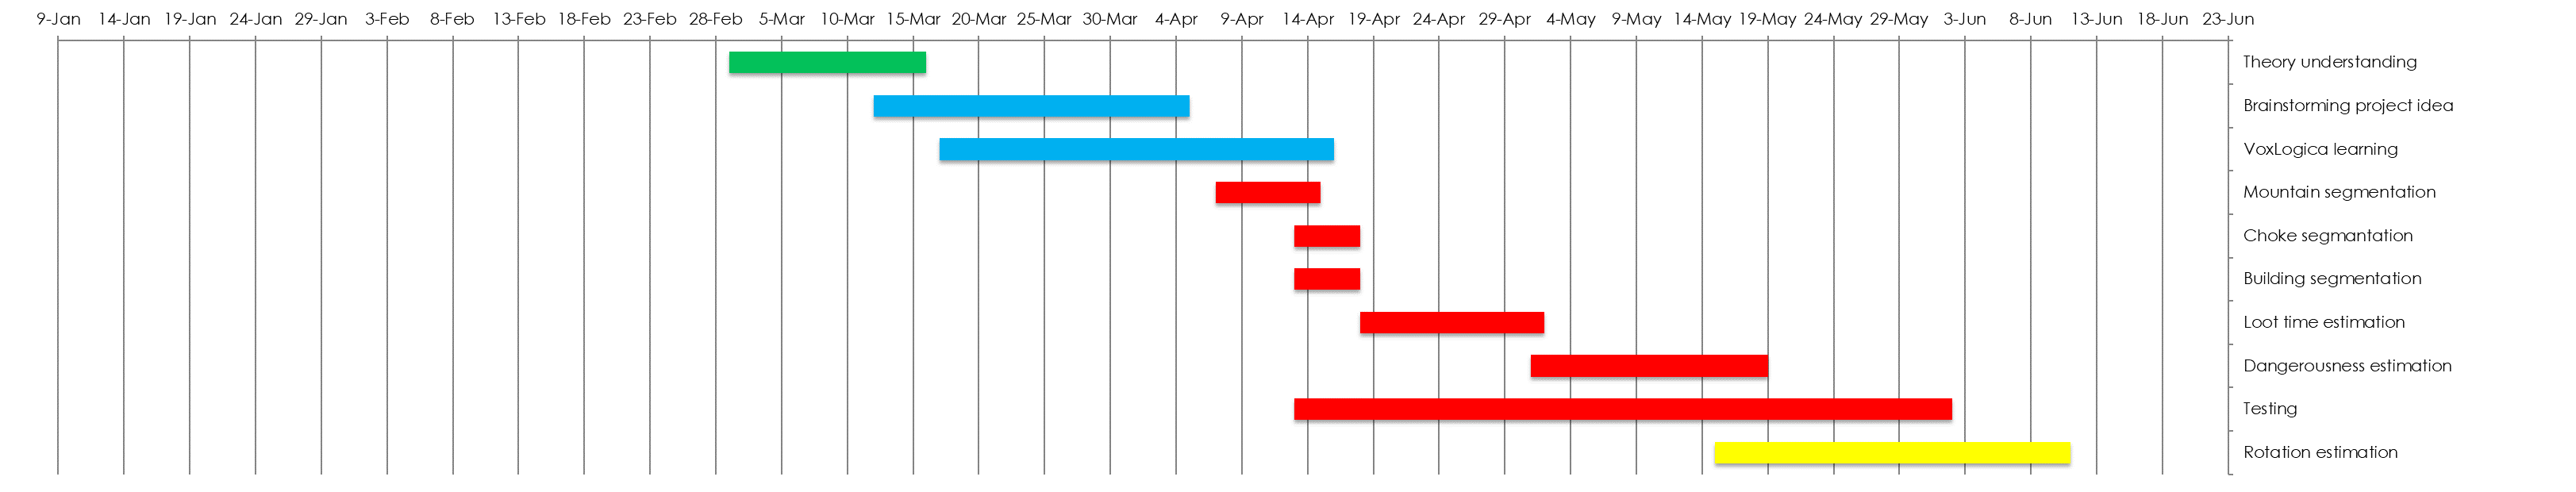 9-Jan 14-Jan 19-Jan 24-Jan 29-Jan 3-Feb 8-Feb 13-Feb 18-Feb 23-Feb 28-Feb 5-Mar 10-Mar 15-Mar 20-Mar 25-Mar 30-Mar 4-Apr 9-Apr 14-Apr 19-Apr 24-Apr 29-Apr 4-May 9-May 14-May 19-May 24-May 29-May 3-Jun 8-Jun 13-Jun 18-Jun 23-Jun
Theory understanding
Brainstorming project idea
VoxLogica learning
Mountain segmentation
Choke segmantation
Building segmentation
Loot time estimation
Dangerousness estimation
Testing
Rotation estimation